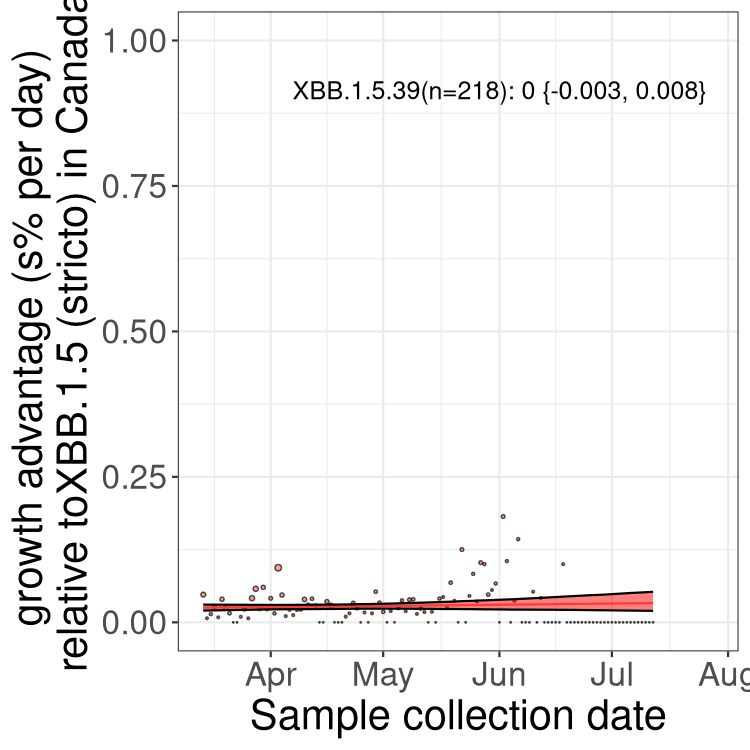 growth advantage (s% per day)
relative toXBB.1.5 (stricto) in Canada
1.00
0.75
0.50
0.25
0.00
XBB.1.5.39(n=218): 0 {-0.003, 0.008}
Apr May Jun Jul Aug
Sample collection date